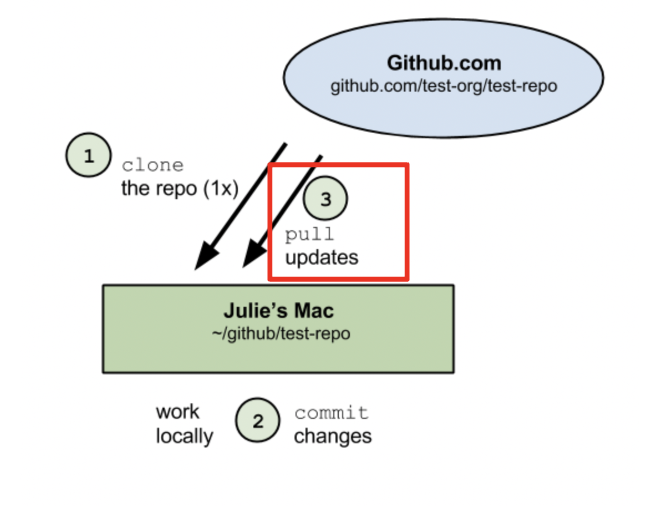 Github.com
github.com/test-org/test-repo
1
clone
the repo (1x)
3
pull
updates
Julie's Mac
~/github/test-repo
work
locally
2
commit
changes